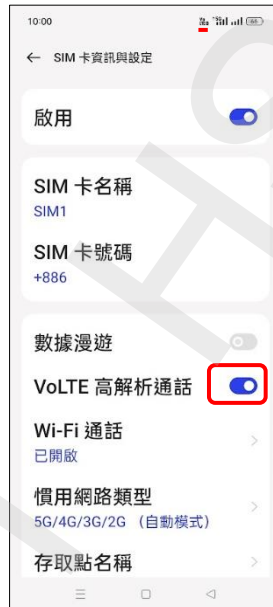 10:00
SIM 卡資訊與設定
啟用
SIM 卡名稱
SIM1
SIM 卡號碼
+886
數據漫遊
VoLTE 高解析通話
Wi-Fi 通話
已開啟
慣用網路類型
5G/4G/3G/2G （自動模式）
存取點名稱